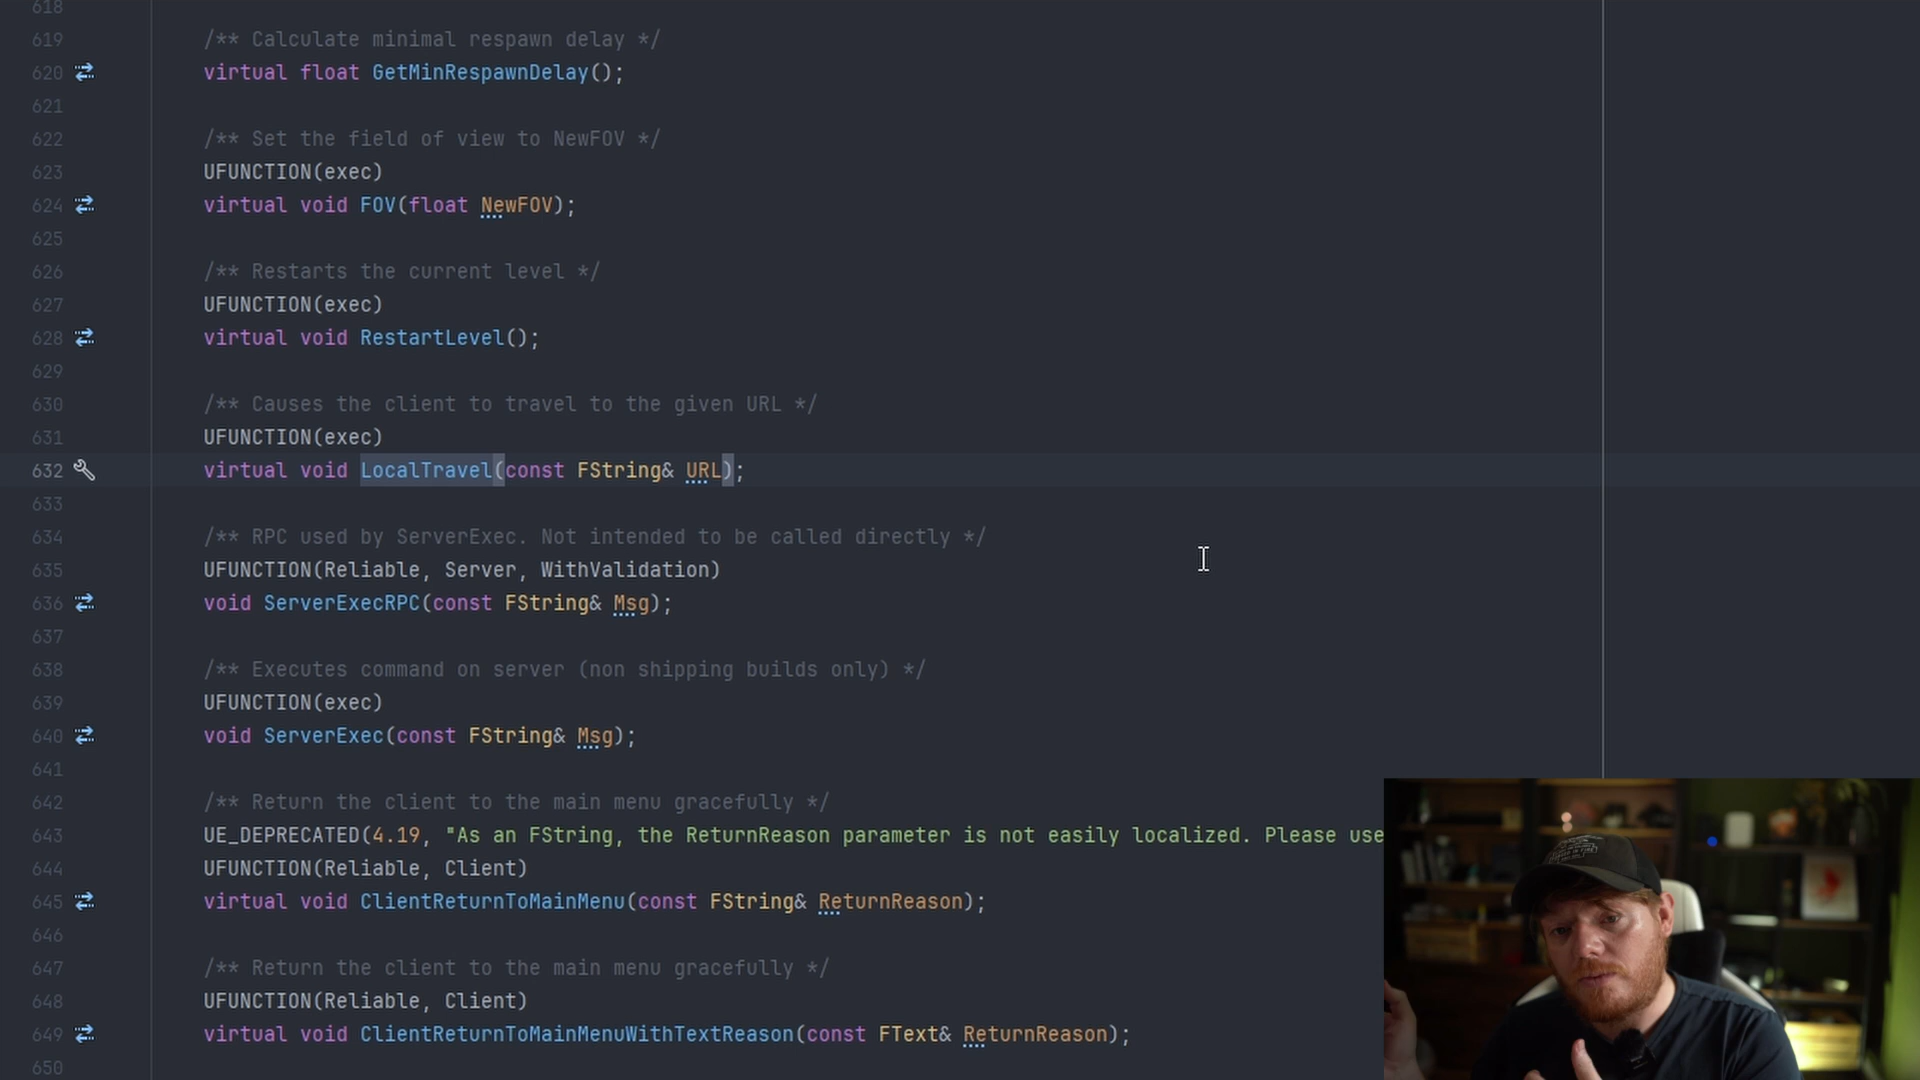 618
619 /** Calculate minimal respawn delay */
620 virtual float GetMinRespawnDelay();
621
622 /** Set the field of view to NewFOV */
623 UFUNCTION(exec)
624 virtual void FOV(float NewFOV);
625
626 /** Restarts the current level */
627 UFUNCTION(exec)
628 virtual void RestartLevel();
629
630 /** Causes the client to travel to the given URL */
631 UFUNCTION(exec)
632 virtual void LocalTravel(const FString& URL);
633
634 /** RPC used by ServerExec. Not intended to be called directly */
635 UFUNCTION(Reliable, Server, WithValidation)
636 void ServerExecRPC(const FString& Msg);
637
638 /** Executes command on server (non shipping builds only) */
639 UFUNCTION(exec)
640 void ServerExec(const FString& Msg);
641
642 /** Return the client to the main menu gracefully */
643 UE_DEPRECATED(4.19, "As an FString, the ReturnReason parameter is not easily localized. Please use
644 UFUNCTION(Reliable, Client)
645 virtual void ClientReturnToMainMenu(const FString& ReturnReason);
646
647 /** Return the client to the main menu gracefully */
648 UFUNCTION(Reliable, Client)
649 virtual void ClientReturnToMainMenuWithTextReason(const FText& ReturnReason);
650